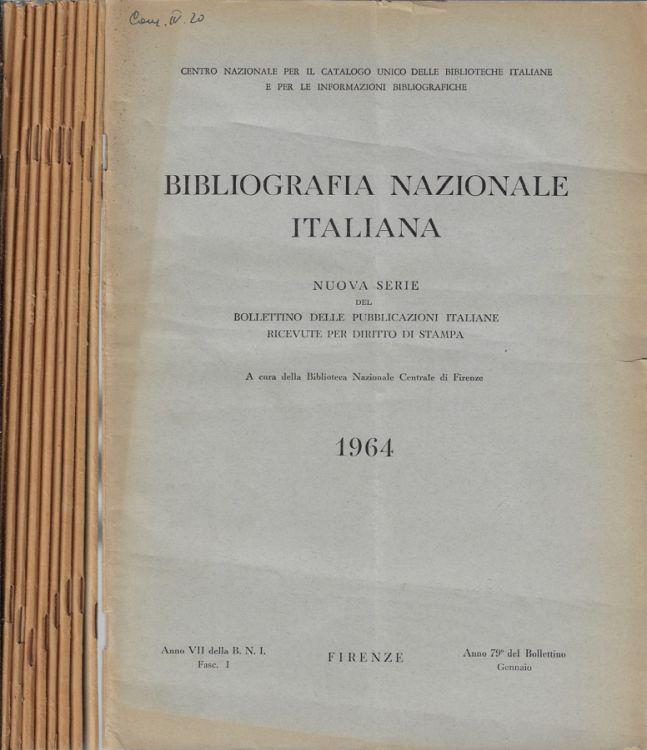 Com. IV. 20
CENTRO NAZIONALE PER IL CATALOGO UNICO DELLE BIBLIOTECHE ITALIANE
E PER LE INFORMAZIONI BIBLIOGRAFICHE
BIBLIOGRAFIA NAZIONALE
ITALIANA
NUOVA SERIE
DEL
BOLLETTINO DELLE PUBBLICAZIONI ITALIANE
RICEVUTE PER DIRITTO DI STAMPA
A cura della Biblioteca Nazionale Centrale di Firenze
1964
Anno VII della B. N. I.
Fasc. 1
FIRENZE
Anno 79º del Bollettino
Gennaio